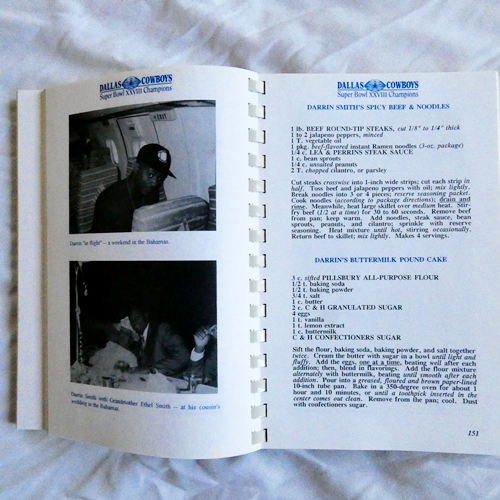 DALLAS COWBOYS
Super Bowl XXVIII Champions
EXIT
Darrin "in flight" – a weekend in the Bahamas.
Darrin Smith with Grandmother Ethel Smith -- at his cousin's
wedding in the Bahamas.
DALLAS COWBOYS
Super Bowl XXVIII Champions
DARRIN SMITH'S SPICY BEEF & NOODLES
1 lb. BEEF ROUND-TIP STEAKS, cut 1/8" to 1/4" thick
1 to 2 jalapeno peppers, minced
1 T. vegetable oil
1 pkg. beef-flavored instant Ramen noodles (3-oz. package)
1/4 c. LEA & PERRINS STEAK SAUCE
1 c. bean sprouts
1/4 c. unsalted peanuts
2 T. chopped cilantro, or parsley
Cut steaks crosswise into 1-inch wide strips; cut each strip in
half. Toss beef and jalapeno peppers with oil; mix lightly.
Break noodles into 3 or 4 pieces; reserve seasoning packet.
Cook noodles (according to package directions); drain and
rinse. Meanwhile, heat large skillet over medium heat. Stir-
fry beef (1/2 at a time) for 30 to 60 seconds. Remove beef
from pan; keep warm. Add noodles, steak sauce, bean
sprouts, peanuts, and cilantro; sprinkle with reserve
seasoning. Heat mixture until hot, stirring occasionally.
Return beef to skillet; mix lightly. Makes 4 servings.
DARRIN'S BUTTERMILK POUND CAKE
3 c. sifted PILLSBURY ALL-PURPOSE FLOUR
1/2 t. baking soda
1/2 t. baking powder
3/4 t. salt
1 c. butter
2 c. C & H GRANULATED SUGAR
4 eggs
1 t. vanilla
1 t. lemon extract
1 c. buttermilk
C & H CONFECTIONERS SUGAR
Sift the flour, baking soda, baking powder, and salt together
twice. Cream the butter with sugar in a bowl until light and
fluffy. Add the eggs, one at a time, beating well after each
addition; then, blend in flavorings. Add the flour mixture
alternately with buttermilk, beating until smooth after each
addition. Pour into a greased, floured and brown paper-lined
10-inch tube pan. Bake in a 350-degree oven for about 1
hour and 10 minutes, or until a toothpick inserted in the
center comes out clean. Remove from the pan; cool. Dust
with confectioners sugar.
151